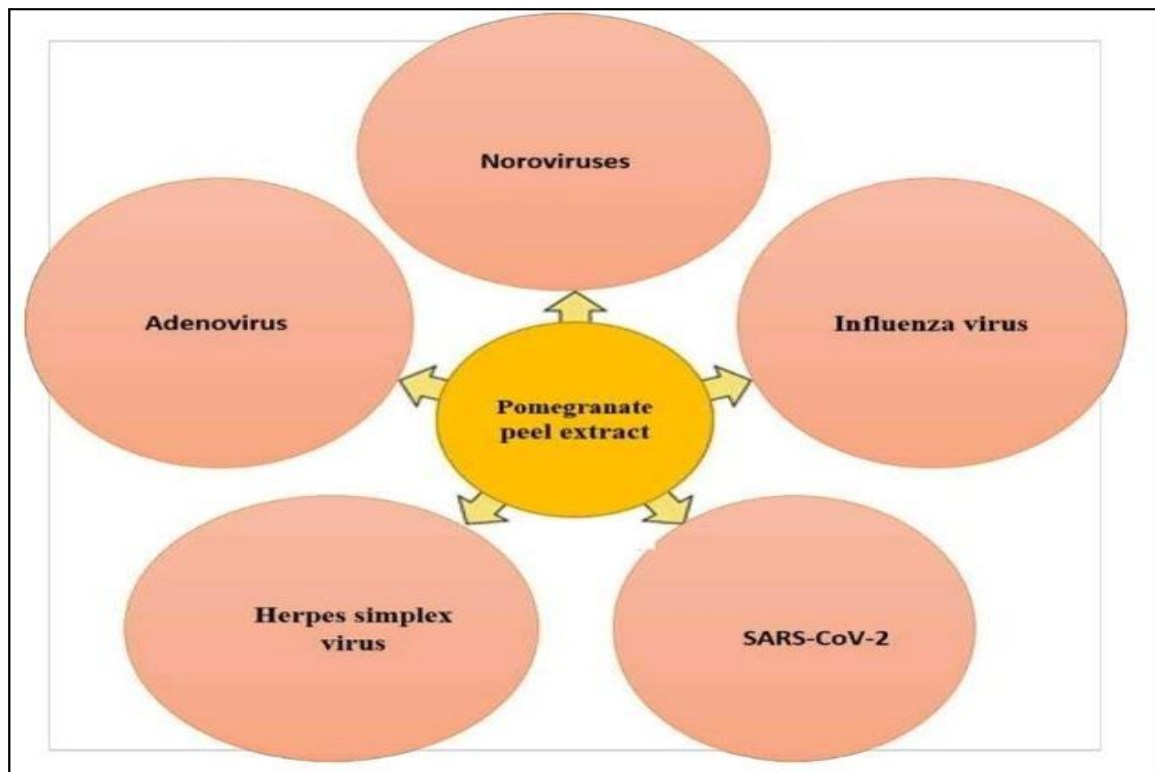 Noroviruses
Adenovirus
Influenza virus
Pomegranate
peel extract
Herpes simplex
virus
SARS-CoV-2